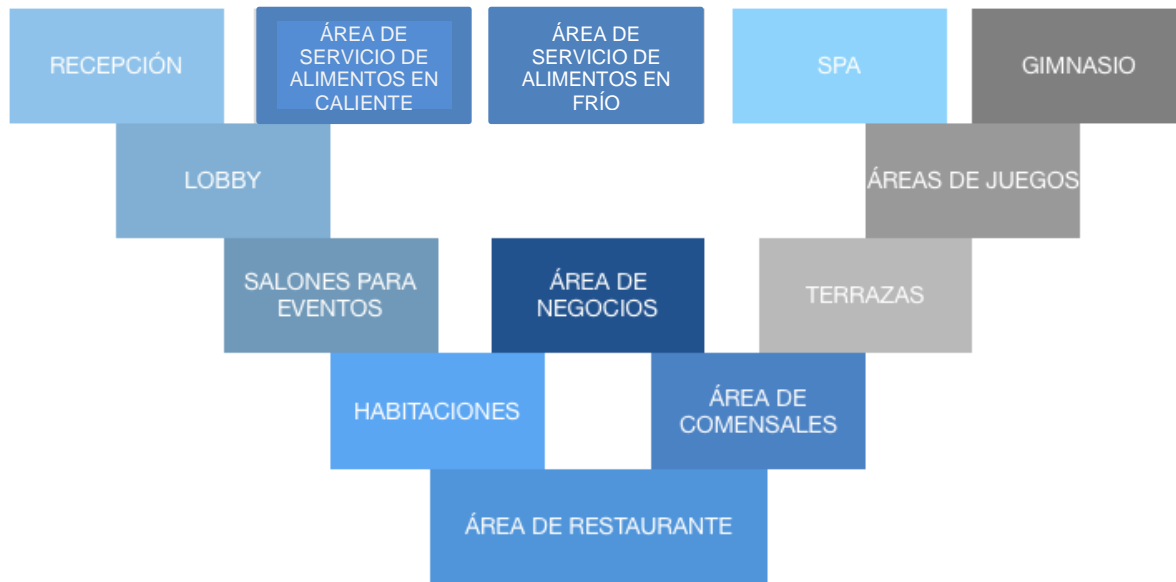 RECEPCIÓN
ÁREA DE
SERVICIO DE
ALIMENTOS EN
CALIENTE
ÁREA DE
SERVICIO DE
ALIMENTOS EN
FRÍO
SPA
GIMNASIO
LOBBY
ÁREAS DE JUEGOS
SALONES PARA
EVENTOS
ÁREA DE
NEGOCIOS
TERRAZAS
HABITACIONES
ÁREA DE
COMENSALES
ÁREA DE RESTAURANTE